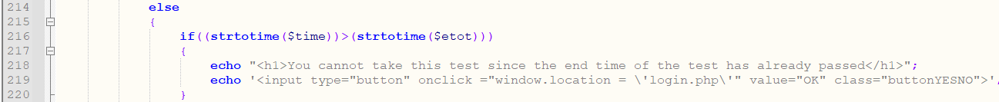 214 else
215 {
216 if((strtotime($time))>(strtotime($etot)))
217 {
218 echo "<h1>You cannot take this test since the end time of the test has already passed</h1>";
219 echo '<input type="button" onclick ="window.location = \'login.php\'" value="OK" class="buttonYESNO">'
220 }